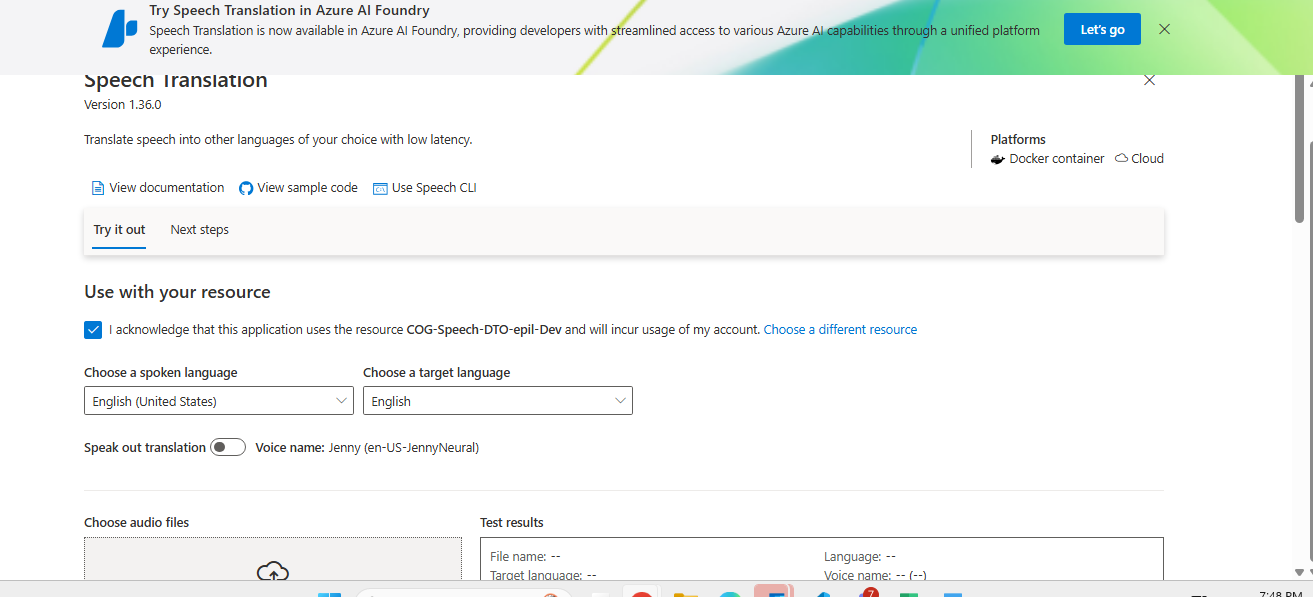 Try Speech Translation in Azure AI Foundry
Speech Translation is now available in Azure AI Foundry, providing developers with streamlined access to various Azure AI capabilities through a unified platform
experience.
Let's go
Speech Translation
Version 1.36.0
Translate speech into other languages of your choice with low latency.
Platforms
Docker container Cloud
View documentation View sample code Use Speech CLI
Try it out Next steps
Use with your resource
I acknowledge that this application uses the resource COG-Speech-DTO-epil-Dev and will incur usage of my account. Choose a different resource
Choose a spoken language Choose a target language
English (United States) English
Speak out translation Voice name: Jenny (en-US-JennyNeural)
Choose audio files Test results
File name: -- Language: --
Target language: -- Voice name: -- (--)
7
7:48 PM